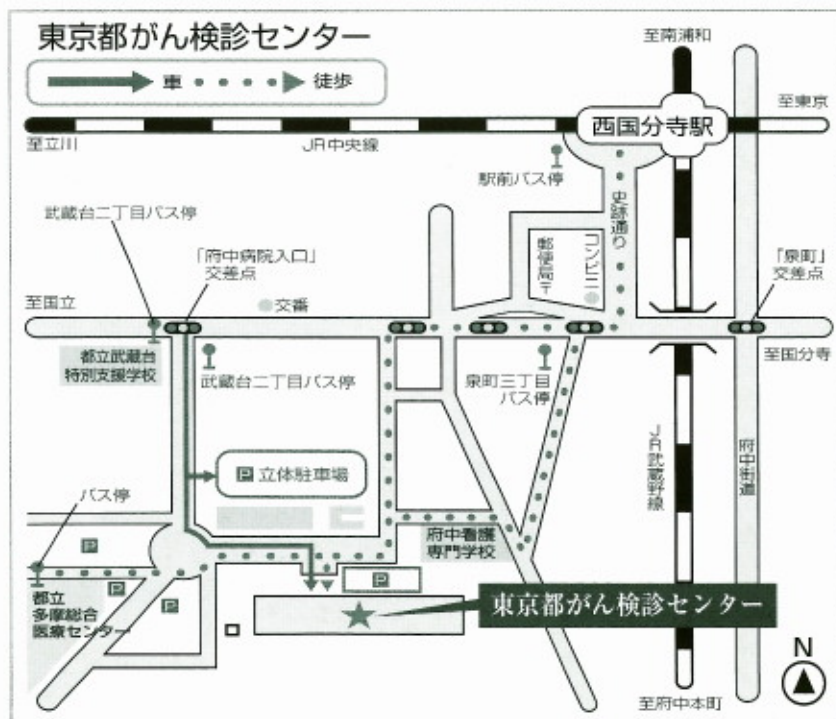 東京都がん検診センター
車
徒歩
至南浦和
至東京
西国分寺駅
至立川
JR中央線
駅前バス停
史跡通り
武蔵台二丁目バス停
「府中病院入口」
交差点
郵便局〒
コンビニ
「泉町」
交差点
至国立
交番
至国分寺
都立武蔵台
特別支援学校
武蔵台二丁目バス停
泉町三丁目
バス停
JR武蔵野線
府中街道
P 立体駐車場
バス停
府中看護
専門学校
P
P
P
P
都立
多摩総合
医療センター
東京都がん検診センター
N
至府中本町